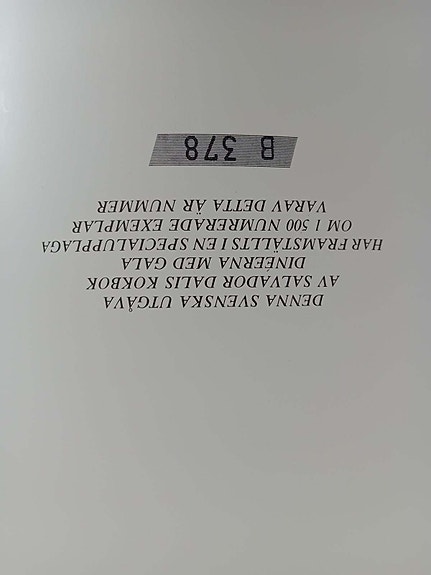 DENNA SVENSKA UTGÅVA
AV SALVADOR DALIS KOKBOK
DINÉERNA MED GALA
HAR FRAMSTÄLLTS I EN SPECIALUPPLAGA
OM 1 500 NUMRERADE EXEMPLAR
VARAV DETTA ÄR NUMMER
B 378